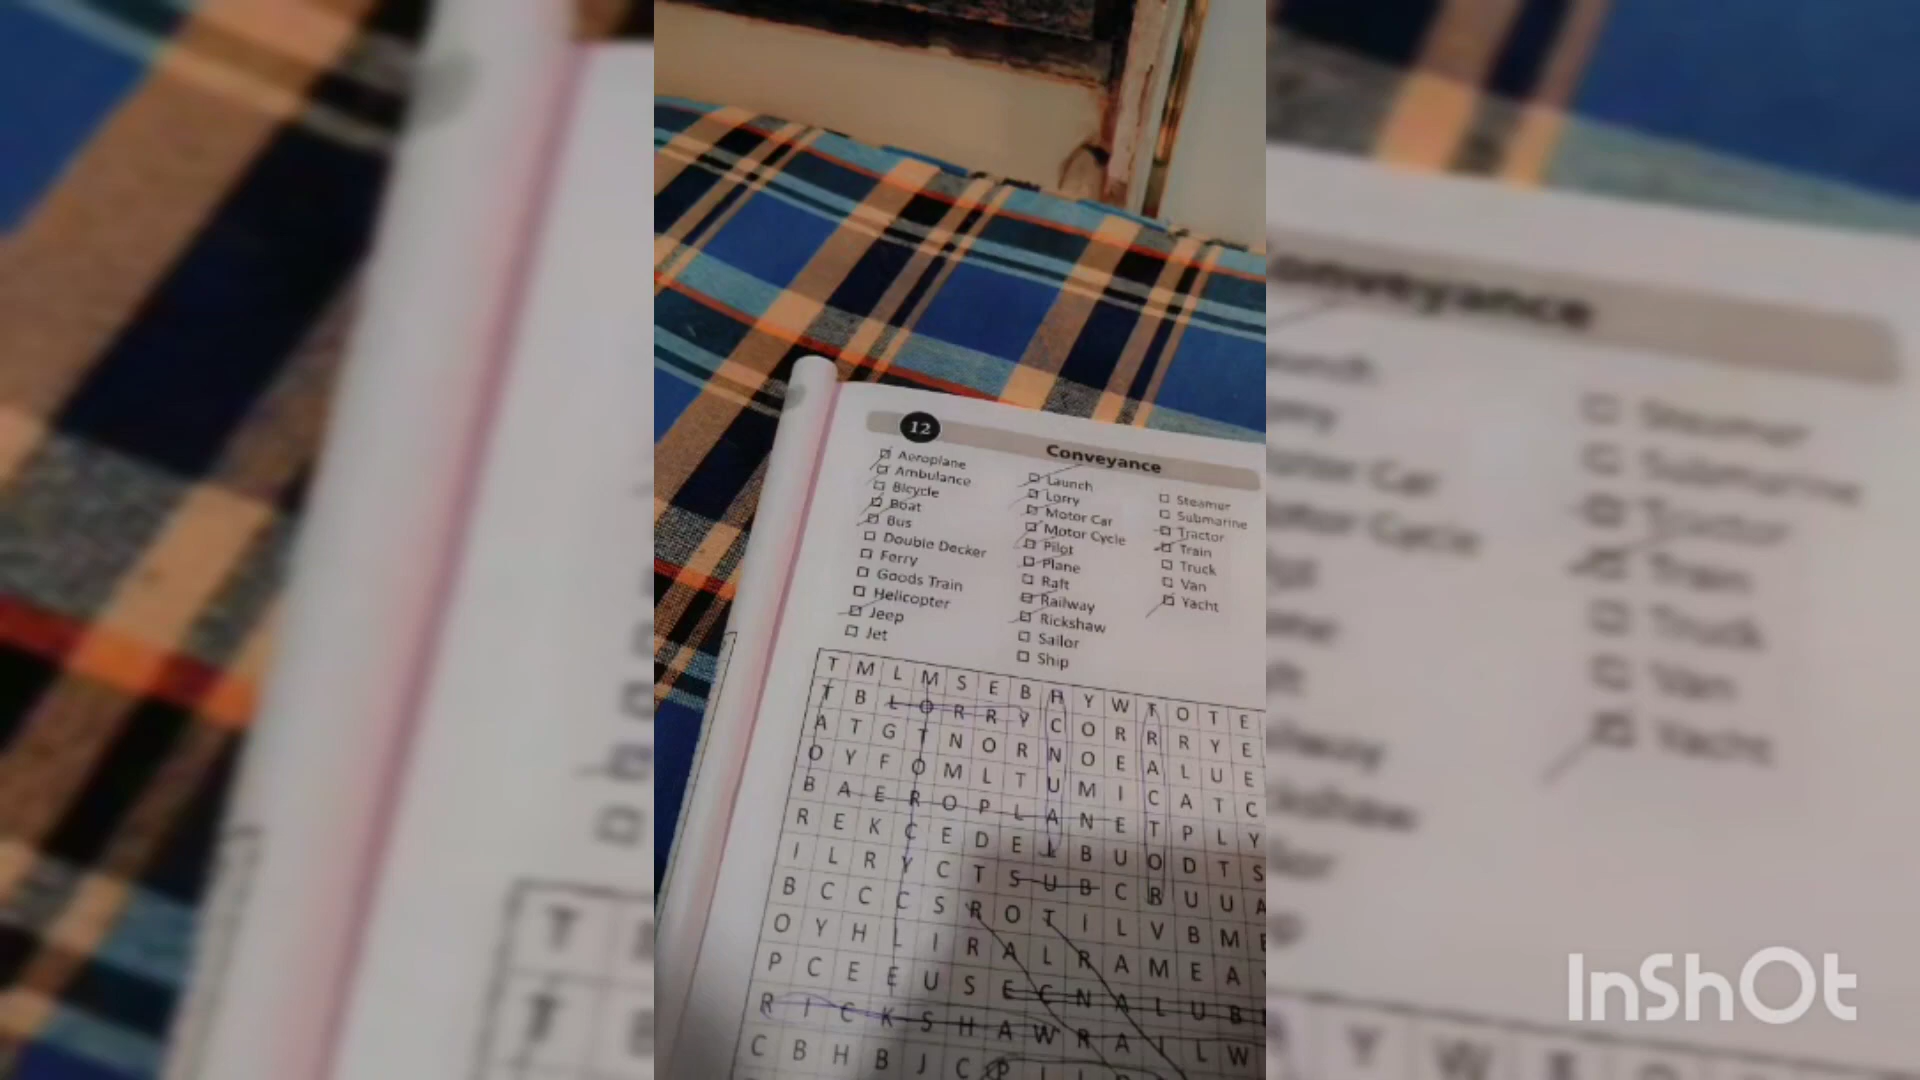 12
Conveyance
Aeroplane
Ambulance
Bicycle
Boat
Bus
Double Decker
Ferry
Goods Train
Helicopter
Jeep
Jet
Launch
Lorry
Motor Car
Motor Cycle
Pilot
Plane
Raft
Railway
Rickshaw
Sailor
Ship
Steamer
Submarine
Tractor
Train
Truck
Van
Yacht
T M L M S E B H Y W T O T E
T B L O R R Y C O R R R Y E
A T G T N O R N O E A L U E
O Y F O M L T U M I C A T C
B A E R O P L A N E T P L Y
R E K C E D E L B U O D T S
I L R Y C T S U B C R U U A
B C C C S R O T I L V B M
O Y H L I R A L R A M E A
P C E E U S E C N A L U B
R I C K S H A W R A I L W
C B H B J C P I
InShOt